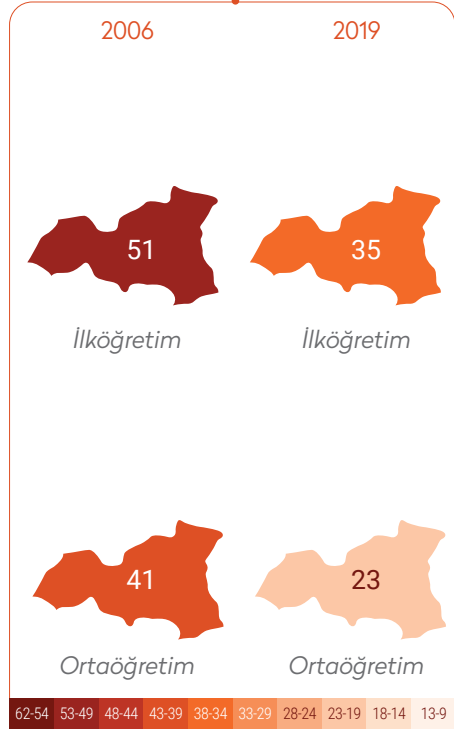 2006 2019
51 35
İlköğretim İlköğretim
41 23
Ortaöğretim Ortaöğretim
62-54 53-49 48-44 43-39 38-34 33-29 28-24 23-19 18-14 13-9